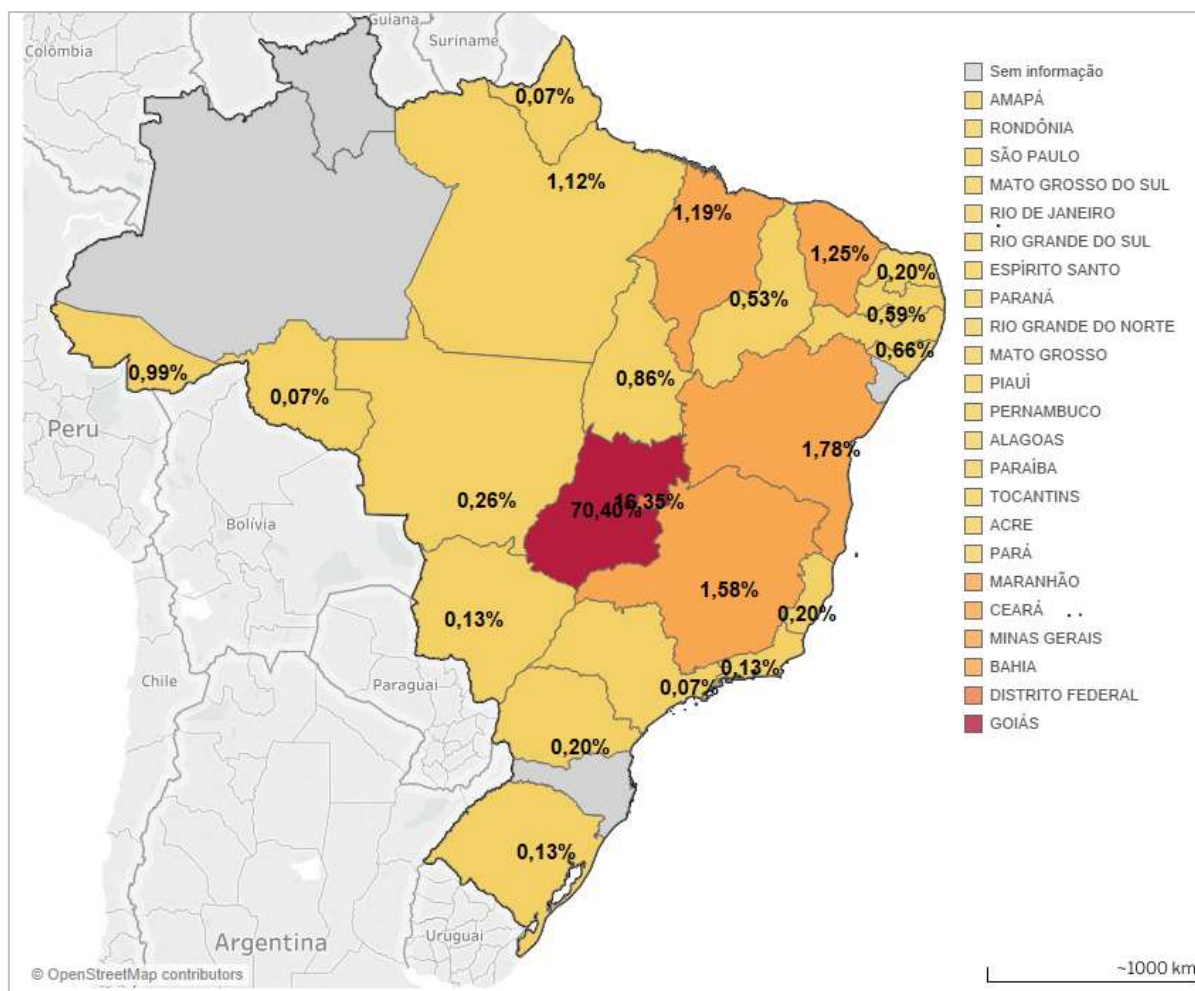 Guiana
Colômbia
Suriname
0,07%
1,12%
1,19%
1,25%
0,20%
0,53%
0,59%
0,66%
0,99%
0,07%
0,86%
Peru
1,78%
0,26%
70,40%
16,35%
Bolívia
1,58%
0,13%
0,20%
Chile
Paraguai
0,07%
0,13%
0,20%
0,13%
Uruguai
Argentina
© OpenStreetMap contributors
Sem informação
AMAPÁ
RONDÔNIA
SÃO PAULO
MATO GROSSO DO SUL
RIO DE JANEIRO
RIO GRANDE DO SUL
ESPÍRITO SANTO
PARANÁ
RIO GRANDE DO NORTE
MATO GROSSO
PIAUÍ
PERNAMBUCO
ALAGOAS
PARAÍBA
TOCANTINS
ACRE
PARÁ
MARANHÃO
CEARÁ
MINAS GERAIS
BAHIA
DISTRITO FEDERAL
GOIÁS
~1000 km